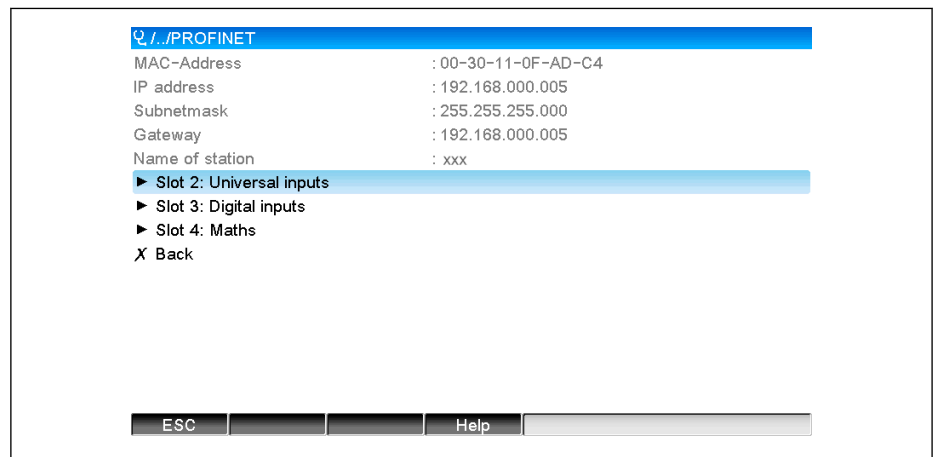 /../PROFINET
MAC-Address : 00-30-11-0F-AD-C4
IP address : 192.168.000.005
Subnetmask : 255.255.255.000
Gateway : 192.168.000.005
Name of station : xxx
► Slot 2: Universal inputs
► Slot 3: Digital inputs
► Slot 4: Maths
X Back
ESC Help